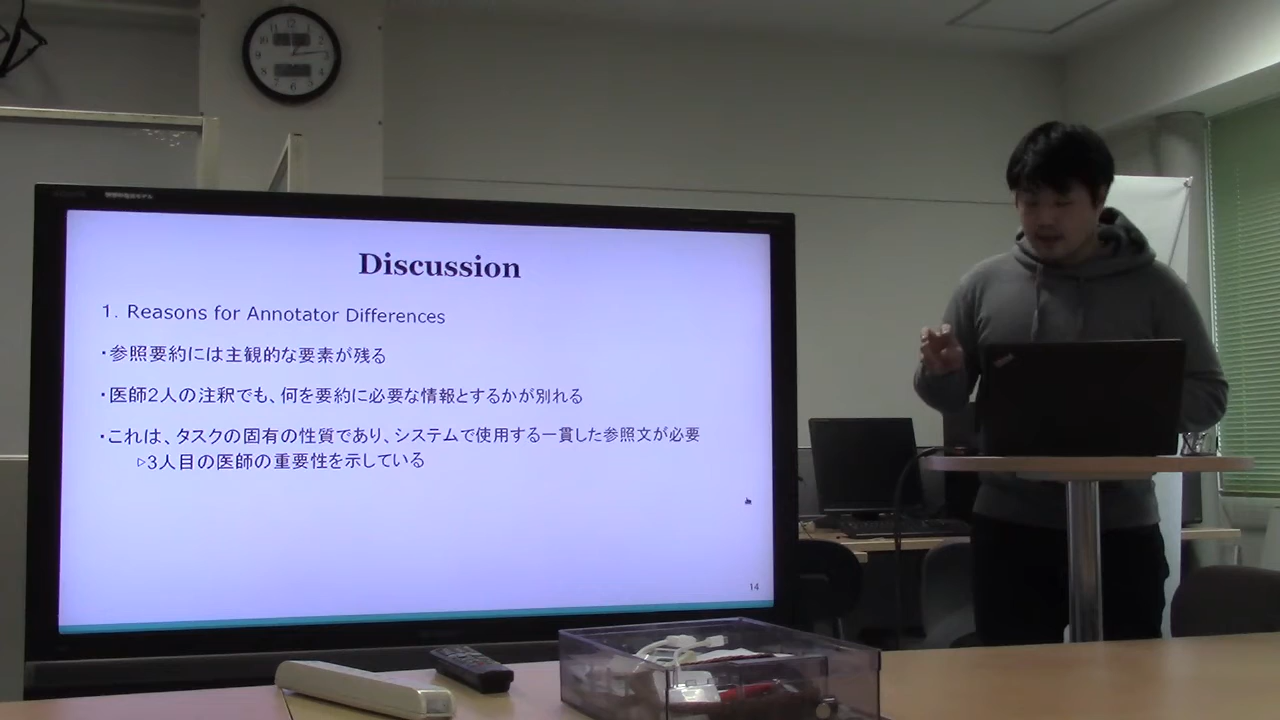 Discussion
1. Reasons for Annotator Differences
・参照要約には主観的な要素が残る
・医師2人の注釈でも、何を要約に必要な情報とするかが別れる
・これは、タスクの固有の性質であり、システムで使用する一貫した参照文が必要
▷3人目の医師の重要性を示している
14